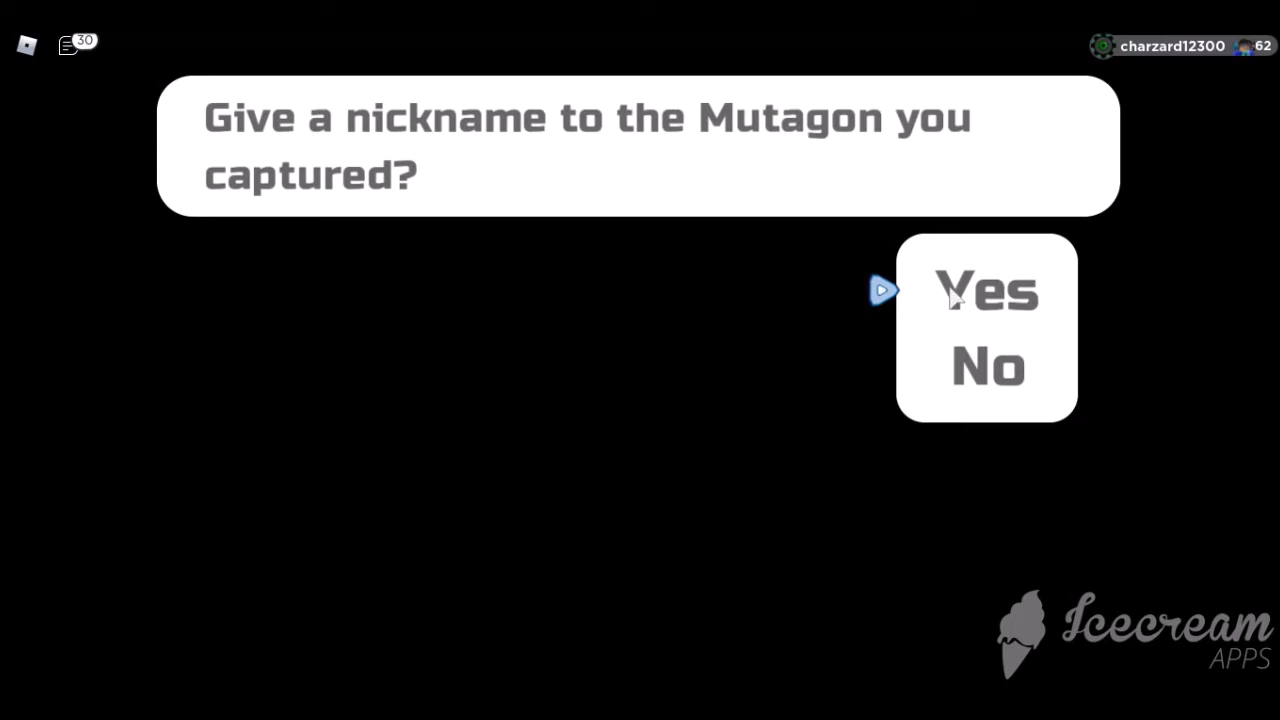 30
charzard12300 62
Give a nickname to the Mutagon you
captured?
Yes
No
Icecream
APPS